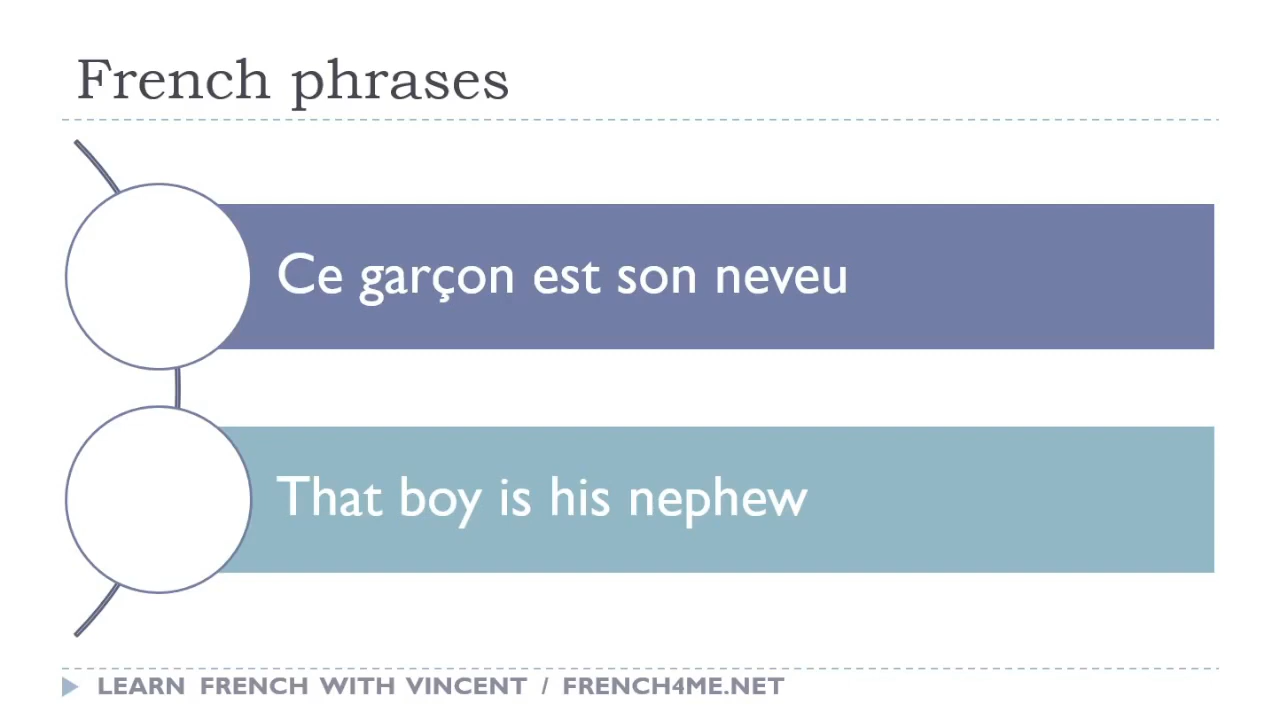 French phrases
Ce garçon est son neveu
That boy is his nephew
LEARN FRENCH WITH VINCENT / FRENCH4ME.NET